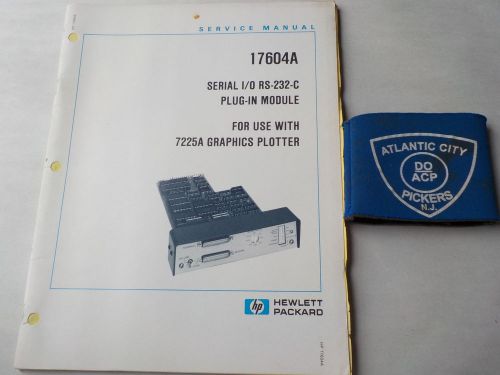 SERVICE MANUAL
17604A
SERIAL I/O RS-232-C
PLUG-IN MODULE
FOR USE WITH
7225A GRAPHICS PLOTTER
hp HEWLETT
PACKARD
ATLANTIC CITY
DO
ACP
PICKERS
N.J.